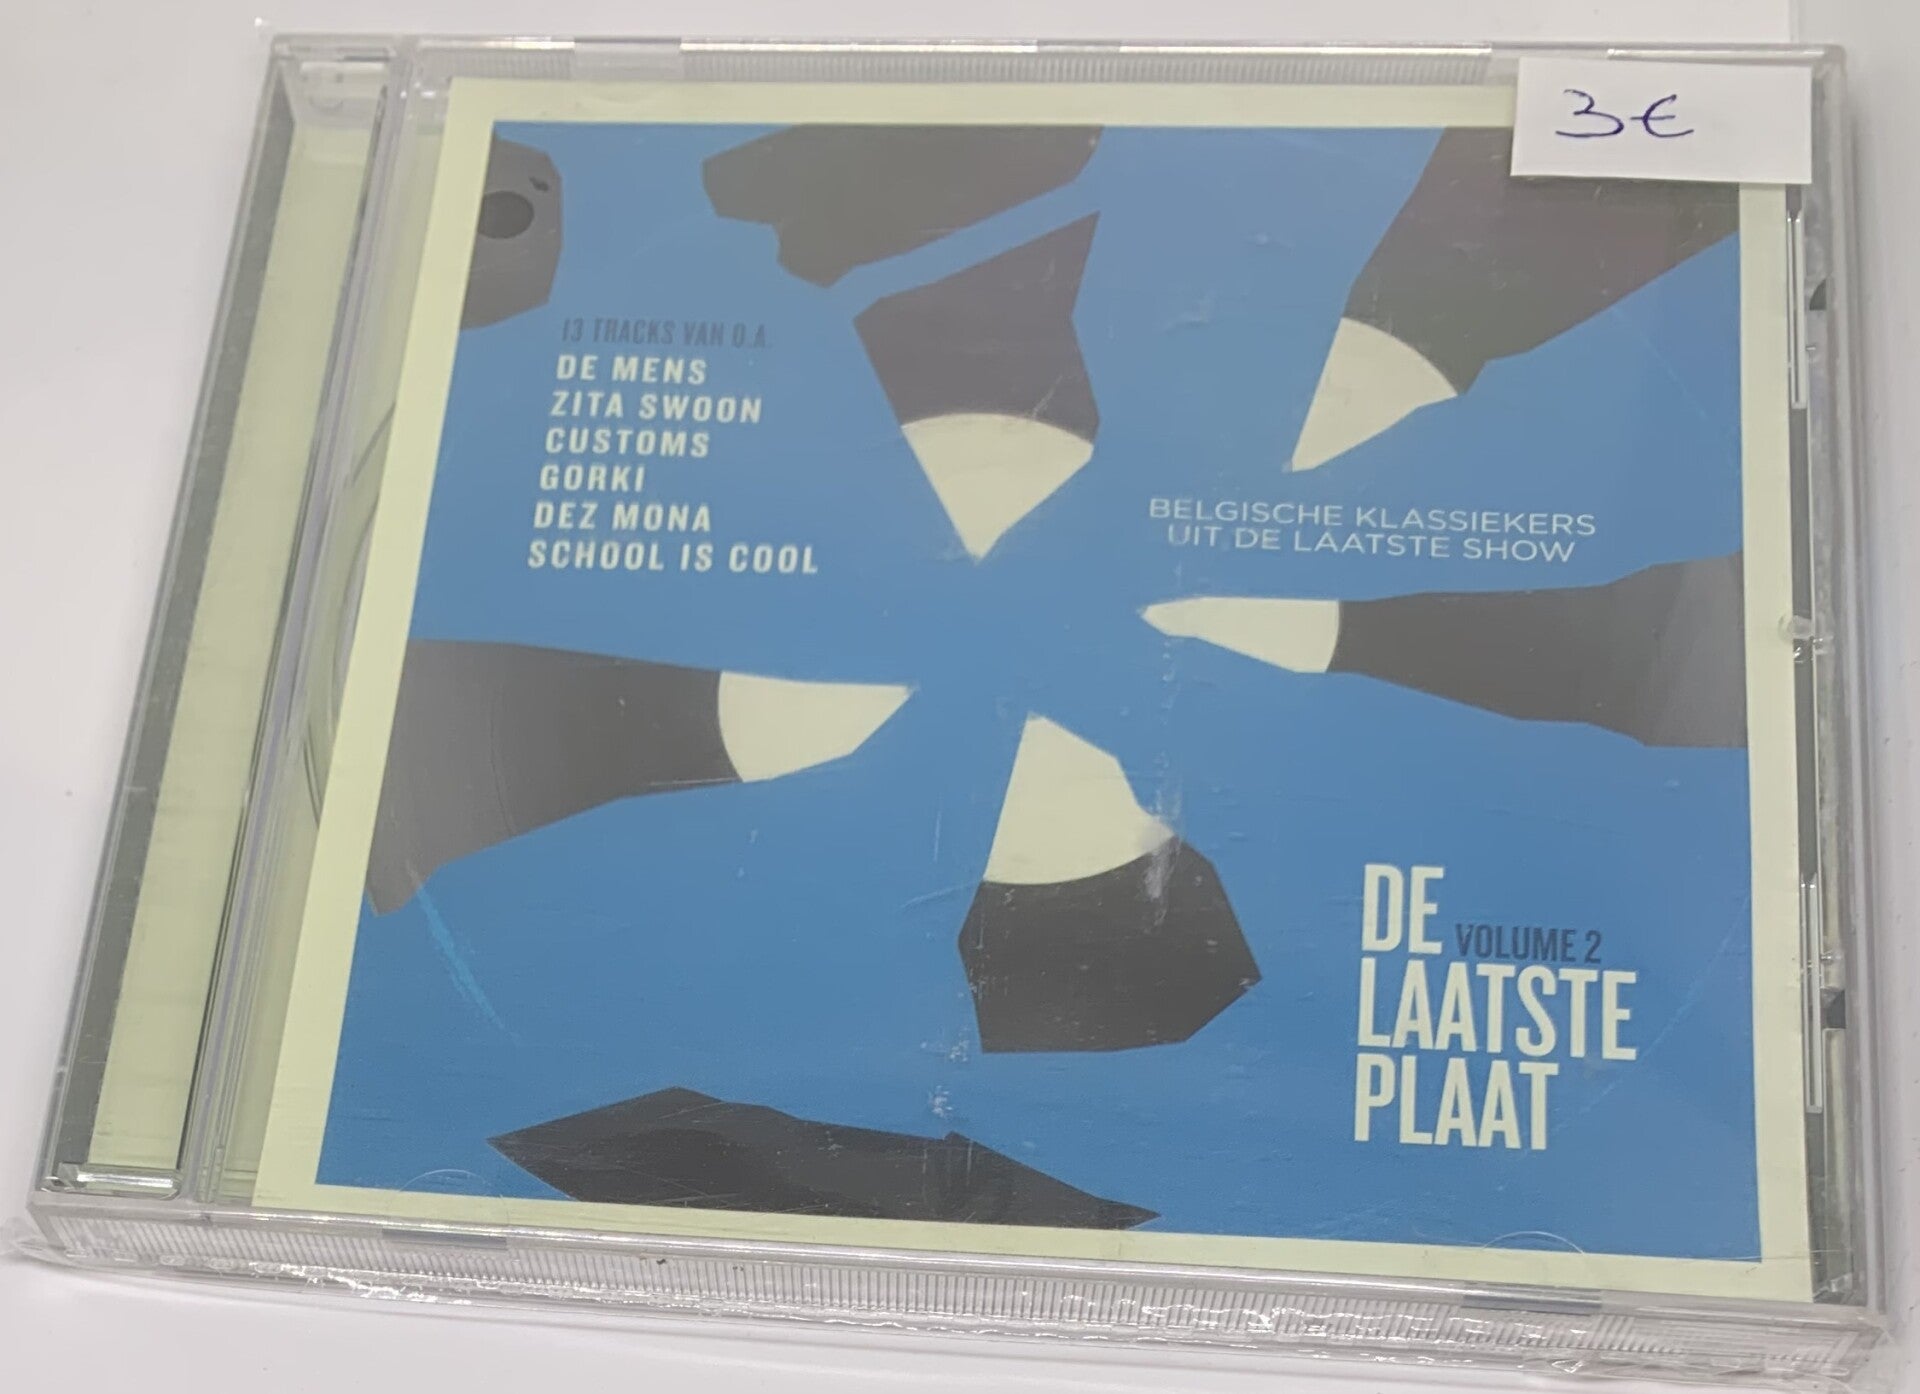 3€
13 TRACKS VAN O.A.
DE MENS
ZITA SWOON
CUSTOMS
GORKI
DEZ MONA
SCHOOL IS COOL
BELGISCHE KLASSIEKERS
UIT DE LAATSTE SHOW
DE VOLUME 2
LAATSTE
PLAAT